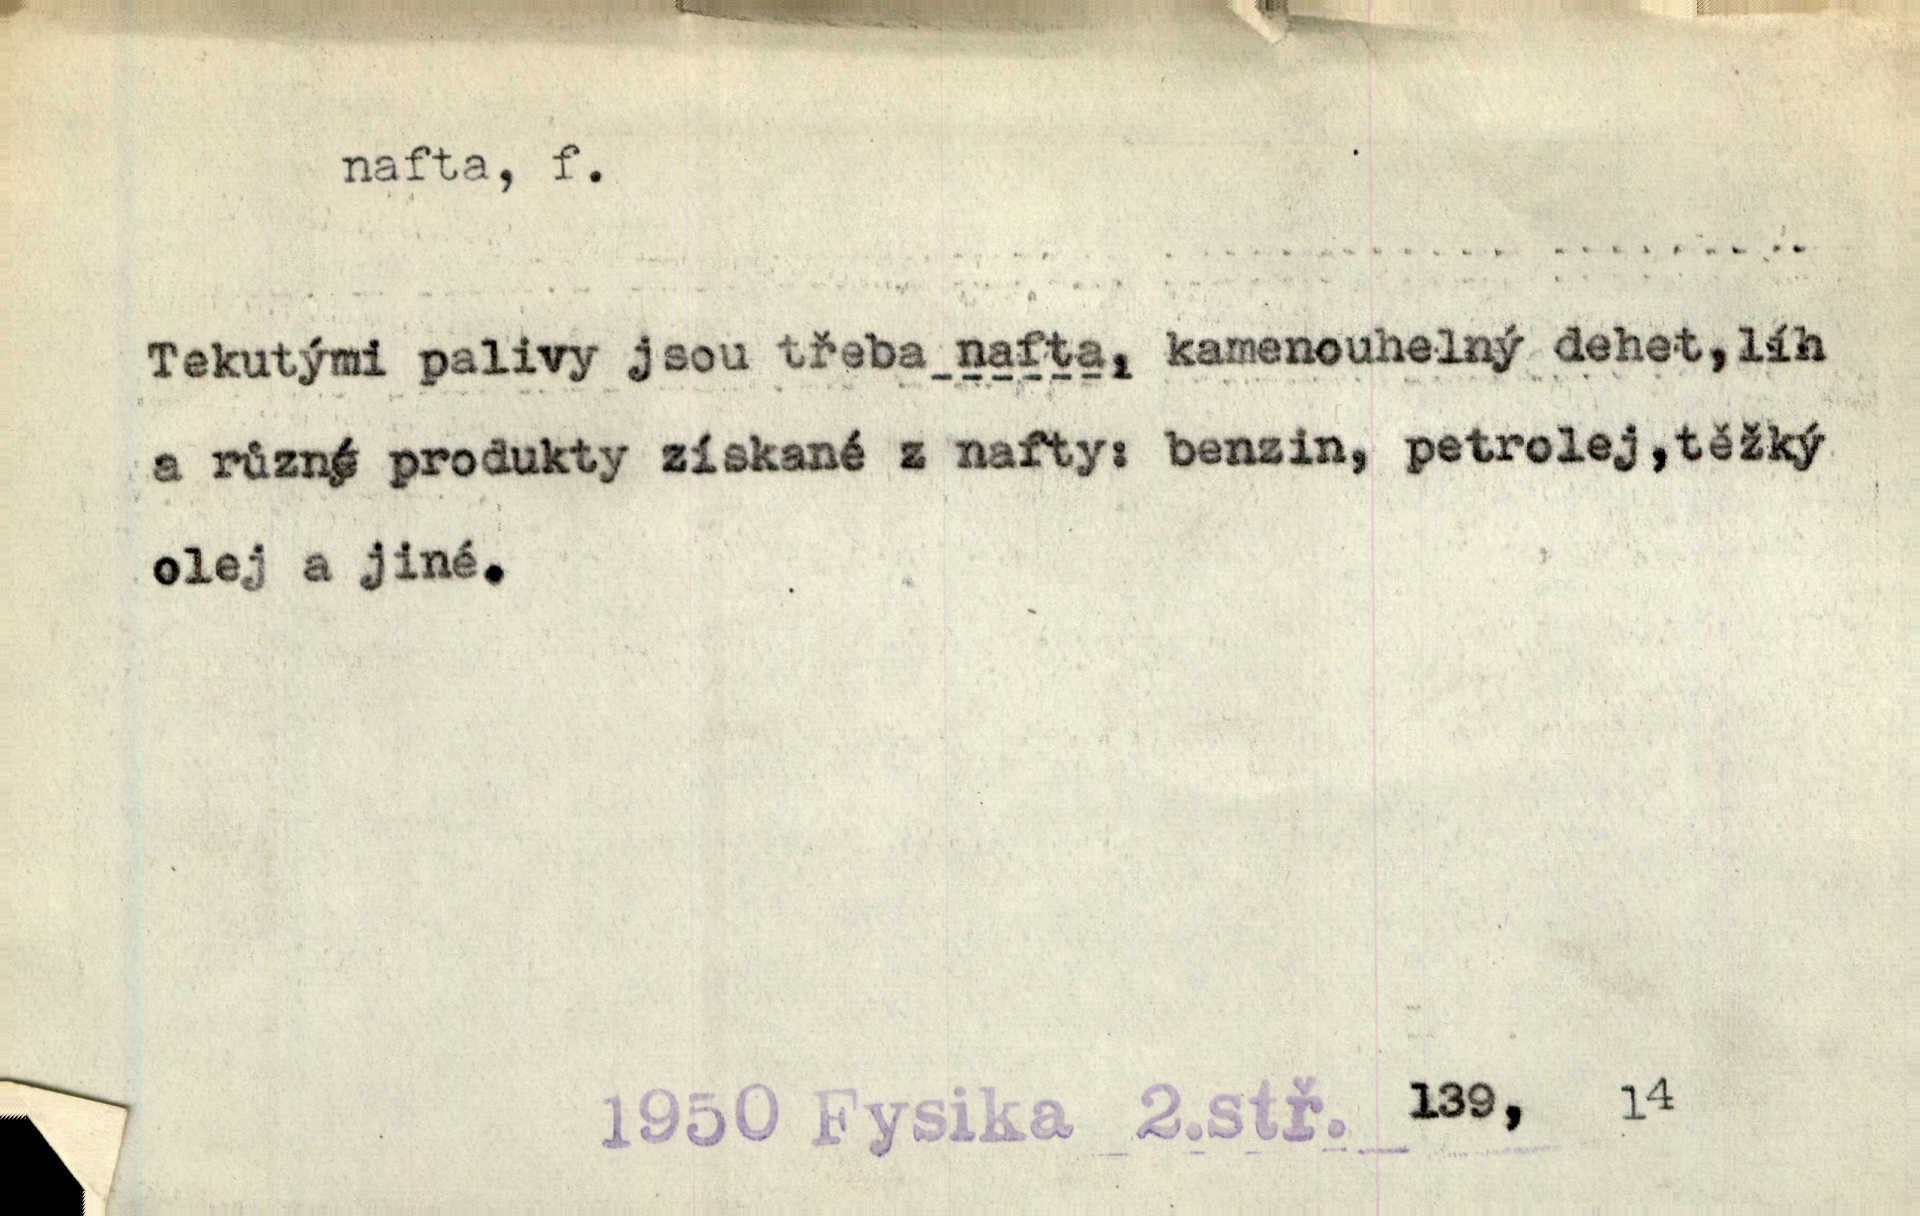 nafta, f.
Tekutými palivy jsou třeba nafta, kamenouhelný dehet,líh
a různé produkty získané z nafty: benzin, petrolej,těžký
olej a jiné.
1950 Fysika 2.stř. 139, 14